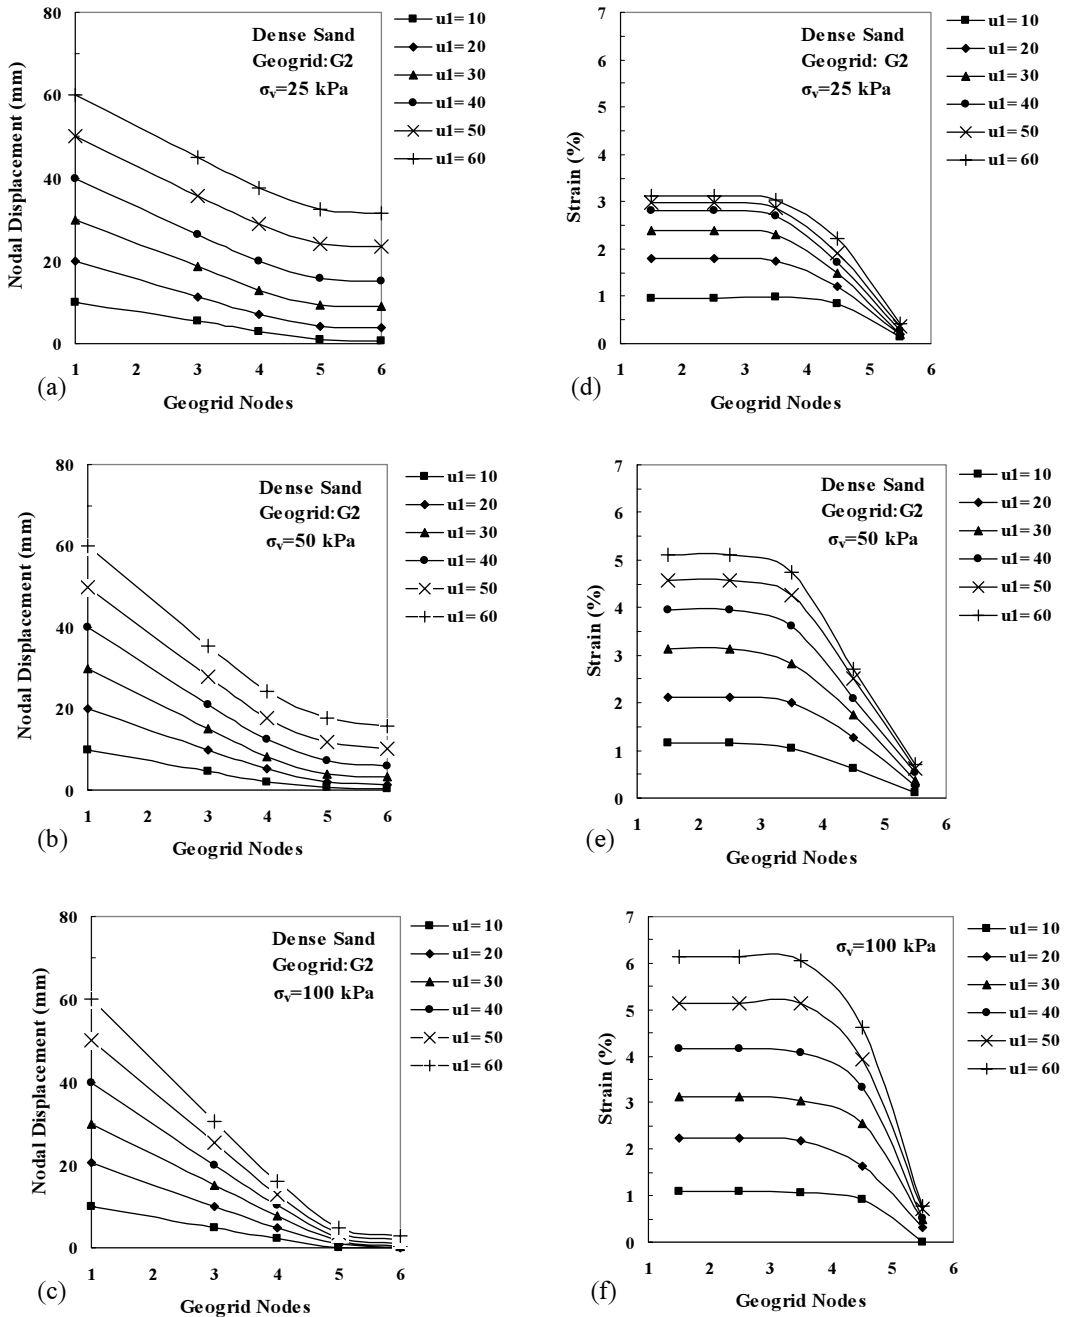 80
60
40
20
0
Nodal Displacement (mm)
Dense Sand
Geogrid:G2
σv=25 kPa
u1= 10
u1= 20
u1= 30
u1= 40
u1= 50
u1= 60
1 2 3 4 5 6
(a)
Geogrid Nodes
7
6
5
4
3
2
1
0
Strain (%)
Dense Sand
Geogrid: G2
σv=25 kPa
u1= 10
u1= 20
u1= 30
u1= 40
u1= 50
u1= 60
1 2 3 4 5 6
(d)
Geogrid Nodes
80
60
40
20
0
Nodal Displacement (mm)
Dense Sand
Geogrid:G2
σv=50 kPa
u1= 10
u1= 20
u1= 30
u1= 40
u1= 50
u1= 60
1 2 3 4 5 6
(b)
Geogrid Nodes
7
6
5
4
3
2
1
0
Strain (%)
Dense Sand
Geogrid:G2
σv=50 kPa
u1= 10
u1= 20
u1= 30
u1= 40
u1= 50
u1= 60
1 2 3 4 5 6
(e)
Geogrid Nodes
80
60
40
20
0
Nodal Displacement (mm)
Dense Sand
Geogrid:G2
σv=100 kPa
u1= 10
u1= 20
u1= 30
u1= 40
u1= 50
u1= 60
1 2 3 4 5 6
(c)
Geogrid Nodes
7
6
5
4
3
2
1
0
Strain (%)
σv=100 kPa
u1= 10
u1= 20
u1= 30
u1= 40
u1= 50
u1= 60
1 2 3 4 5 6
(f)
Geogrid Nodes